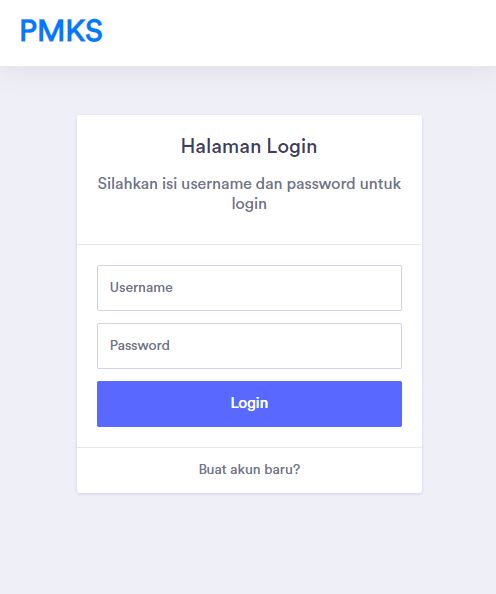 PMKS
Halaman Login
Silahkan isi username dan password untuk
login
Username
Password
Login
Buat akun baru?